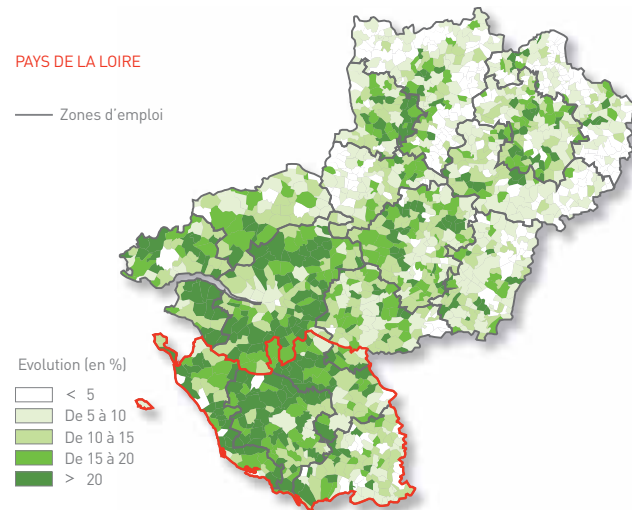 PAYS DE LA LOIRE
Zones d'emploi
Evolution (en %)
< 5
De 5 à 10
De 10 à 15
De 15 à 20
> 20